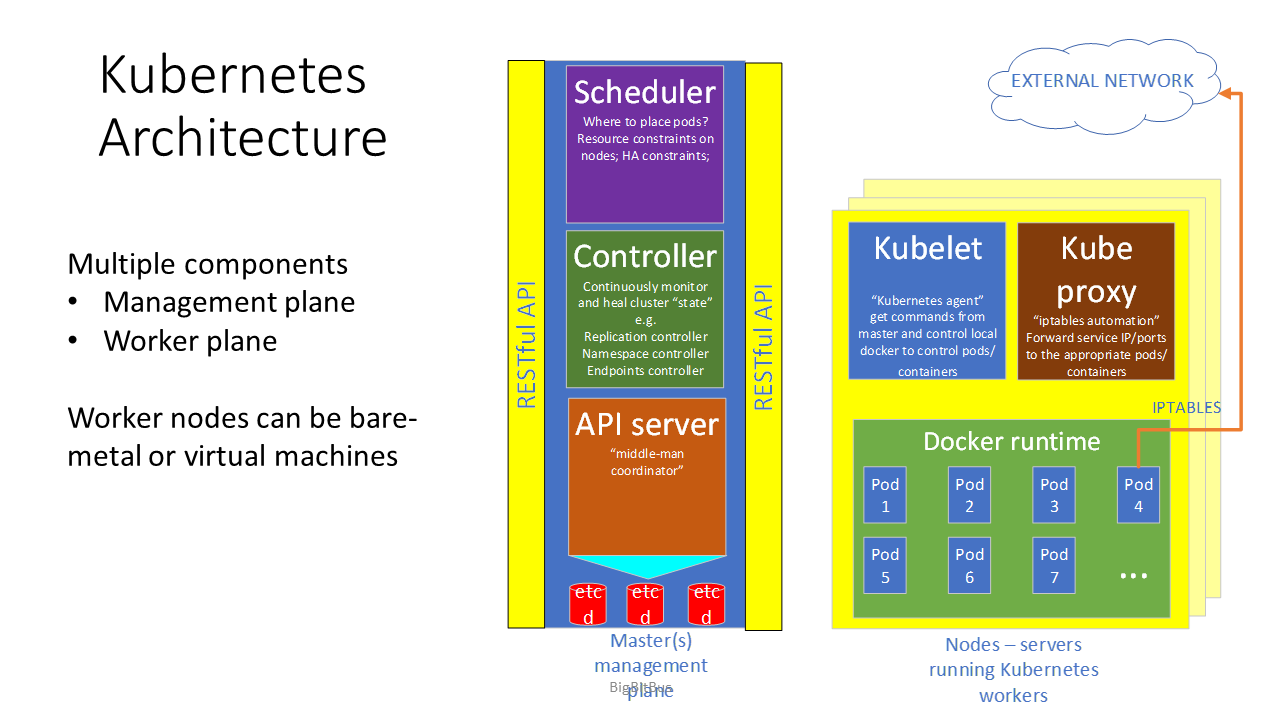 Kubernetes
Architecture
Multiple components
• Management plane
• Worker plane
Worker nodes can be bare-
metal or virtual machines
RESTful API
Scheduler
Where to place pods?
Resource constraints on
nodes; HA constraints;
Controller
Continuously monitor
and heal cluster “state”
e.g.
Replication controller
Namespace controller
Endpoints controller
API server
“middle-man
coordinator”
etc
d
etc
d
etc
d
RESTful API
Master(s)
management
plane
BigBitBus
EXTERNAL NETWORK
Kubelet
“Kubernetes agent”
get commands from
master and control local
docker to control pods/
containers
Kube
proxy
“iptables automation”
Forward service IP/ports
to the appropriate pods/
containers
IPTABLES
Docker runtime
Pod
1
Pod
2
Pod
3
Pod
4
Pod
5
Pod
6
Pod
7
...
Nodes – servers
running Kubernetes
workers